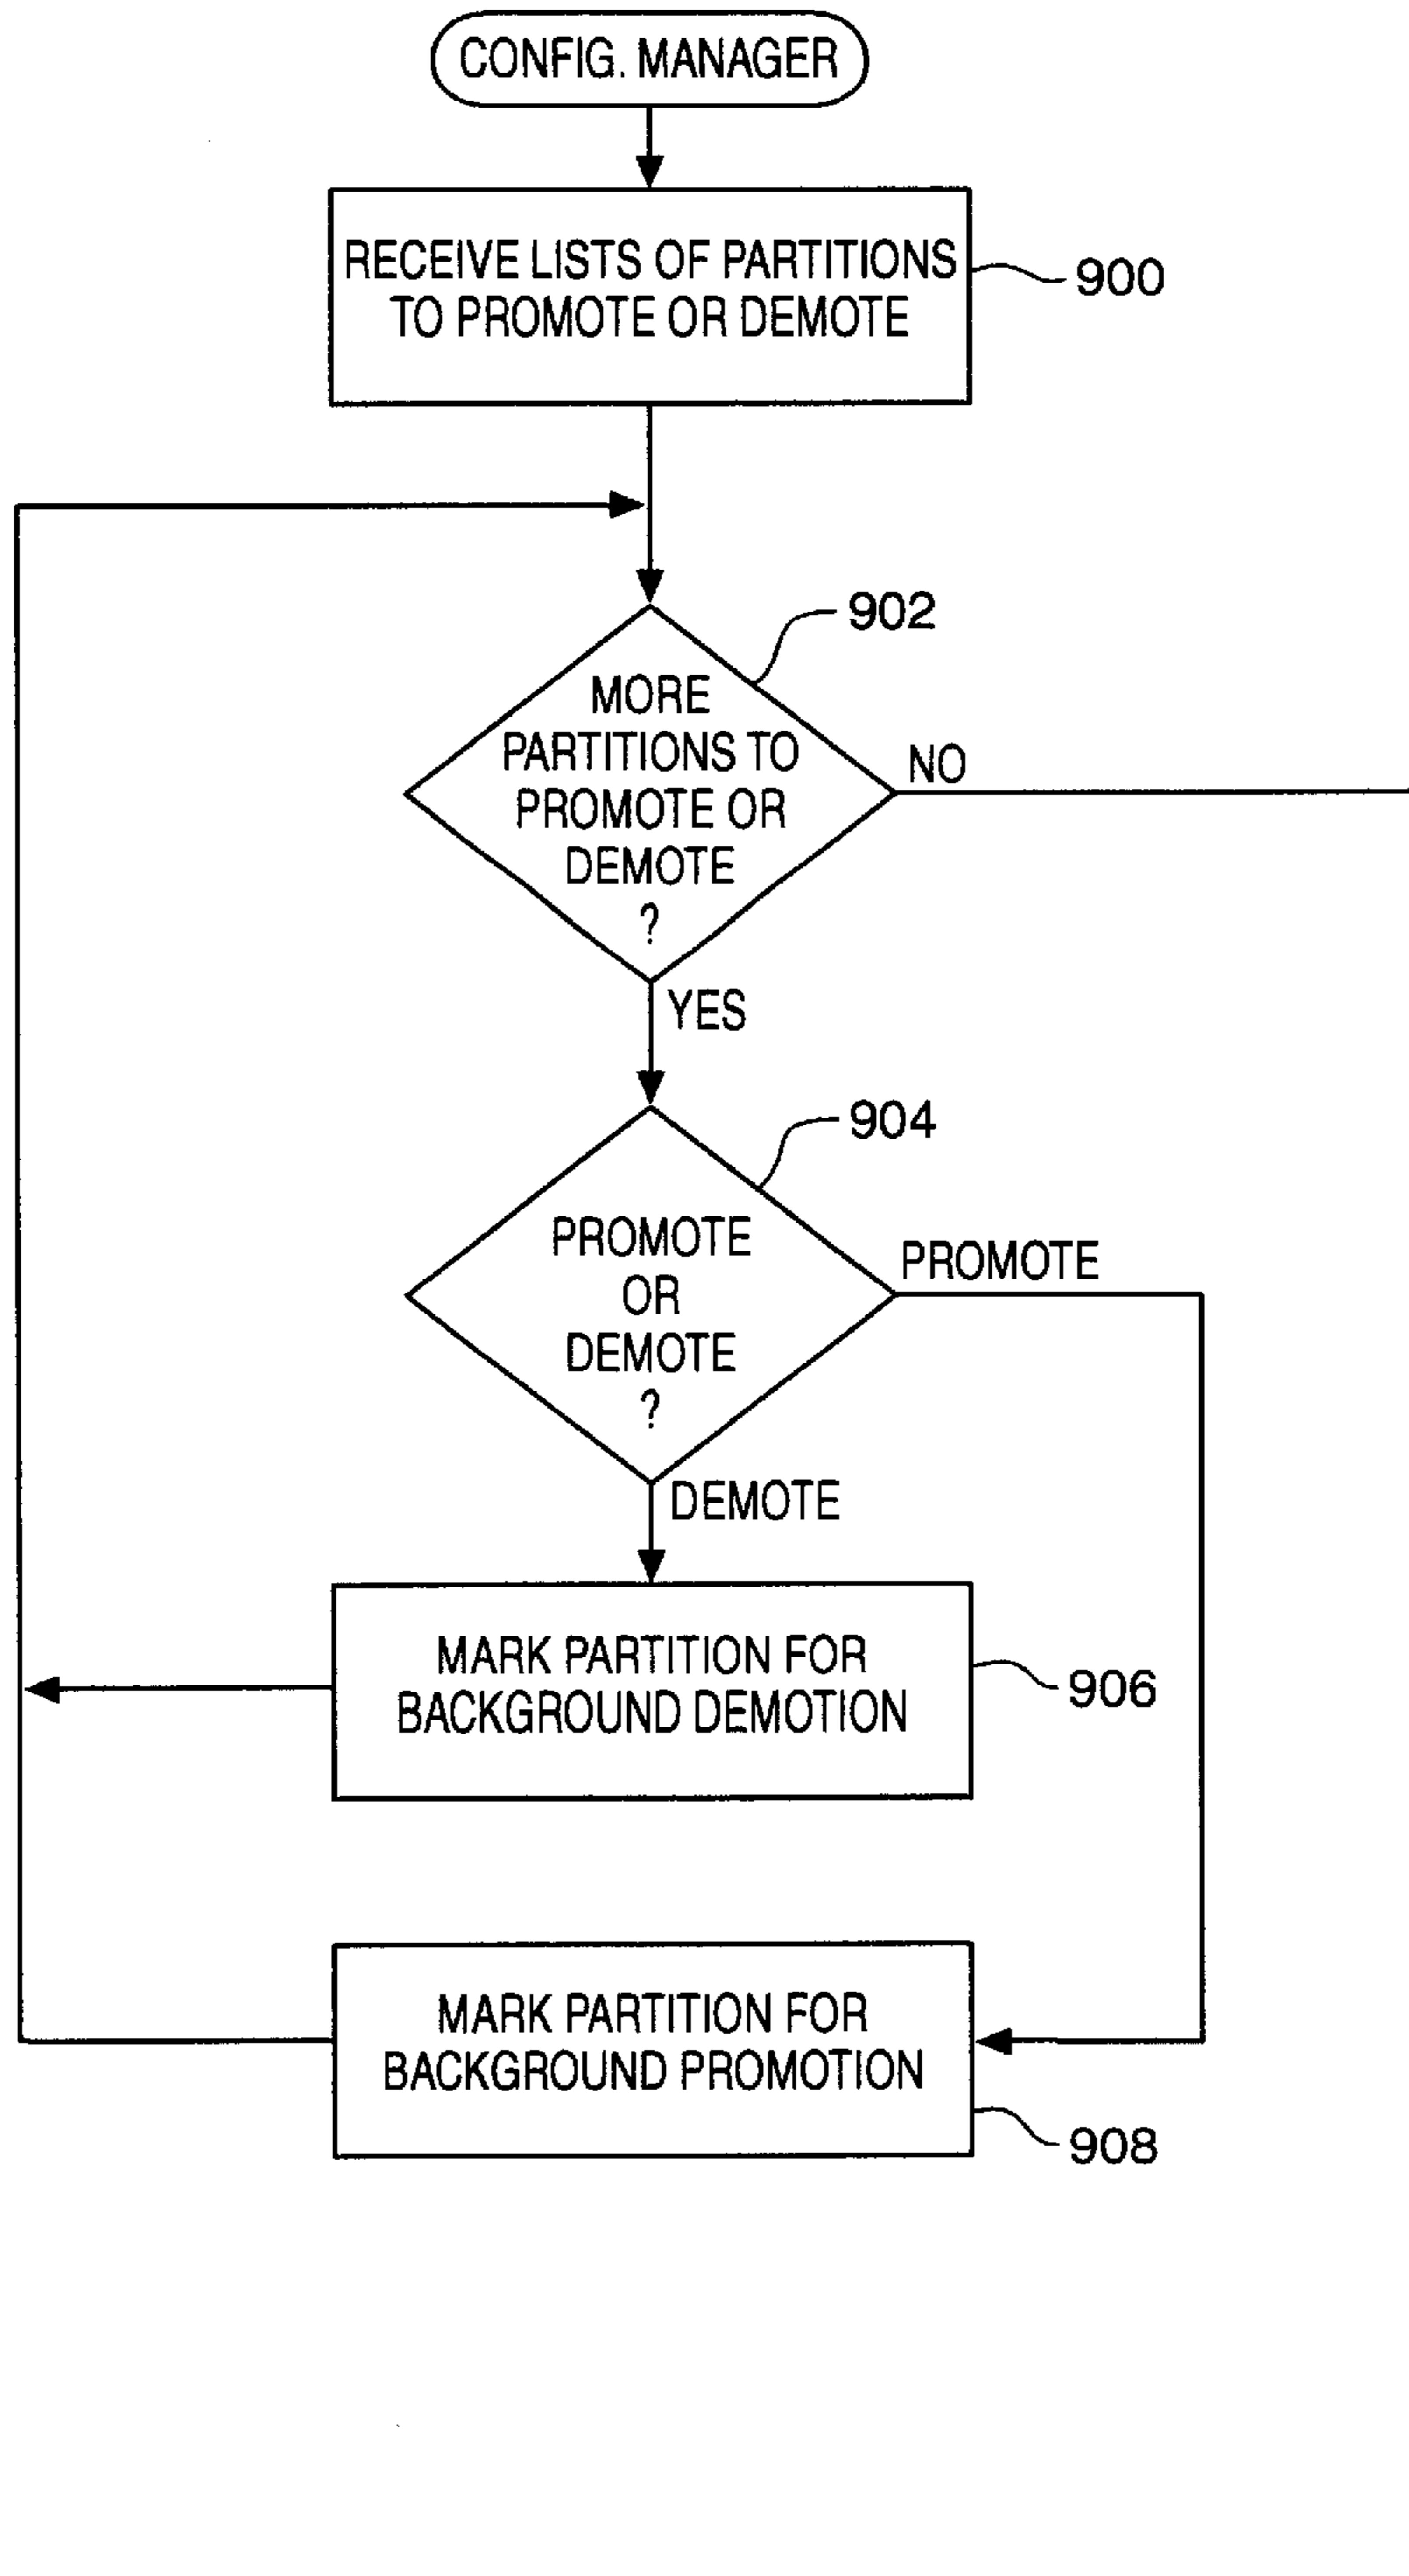 CONFIG. MANAGER
RECEIVE LISTS OF PARTITIONS
TO PROMOTE OR DEMOTE
900
902
MORE
PARTITIONS TO
PROMOTE OR
DEMOTE
?
NO
YES
904
PROMOTE
OR
DEMOTE
?
PROMOTE
DEMOTE
MARK PARTITION FOR
BACKGROUND DEMOTION
906
MARK PARTITION FOR
BACKGROUND PROMOTION
908